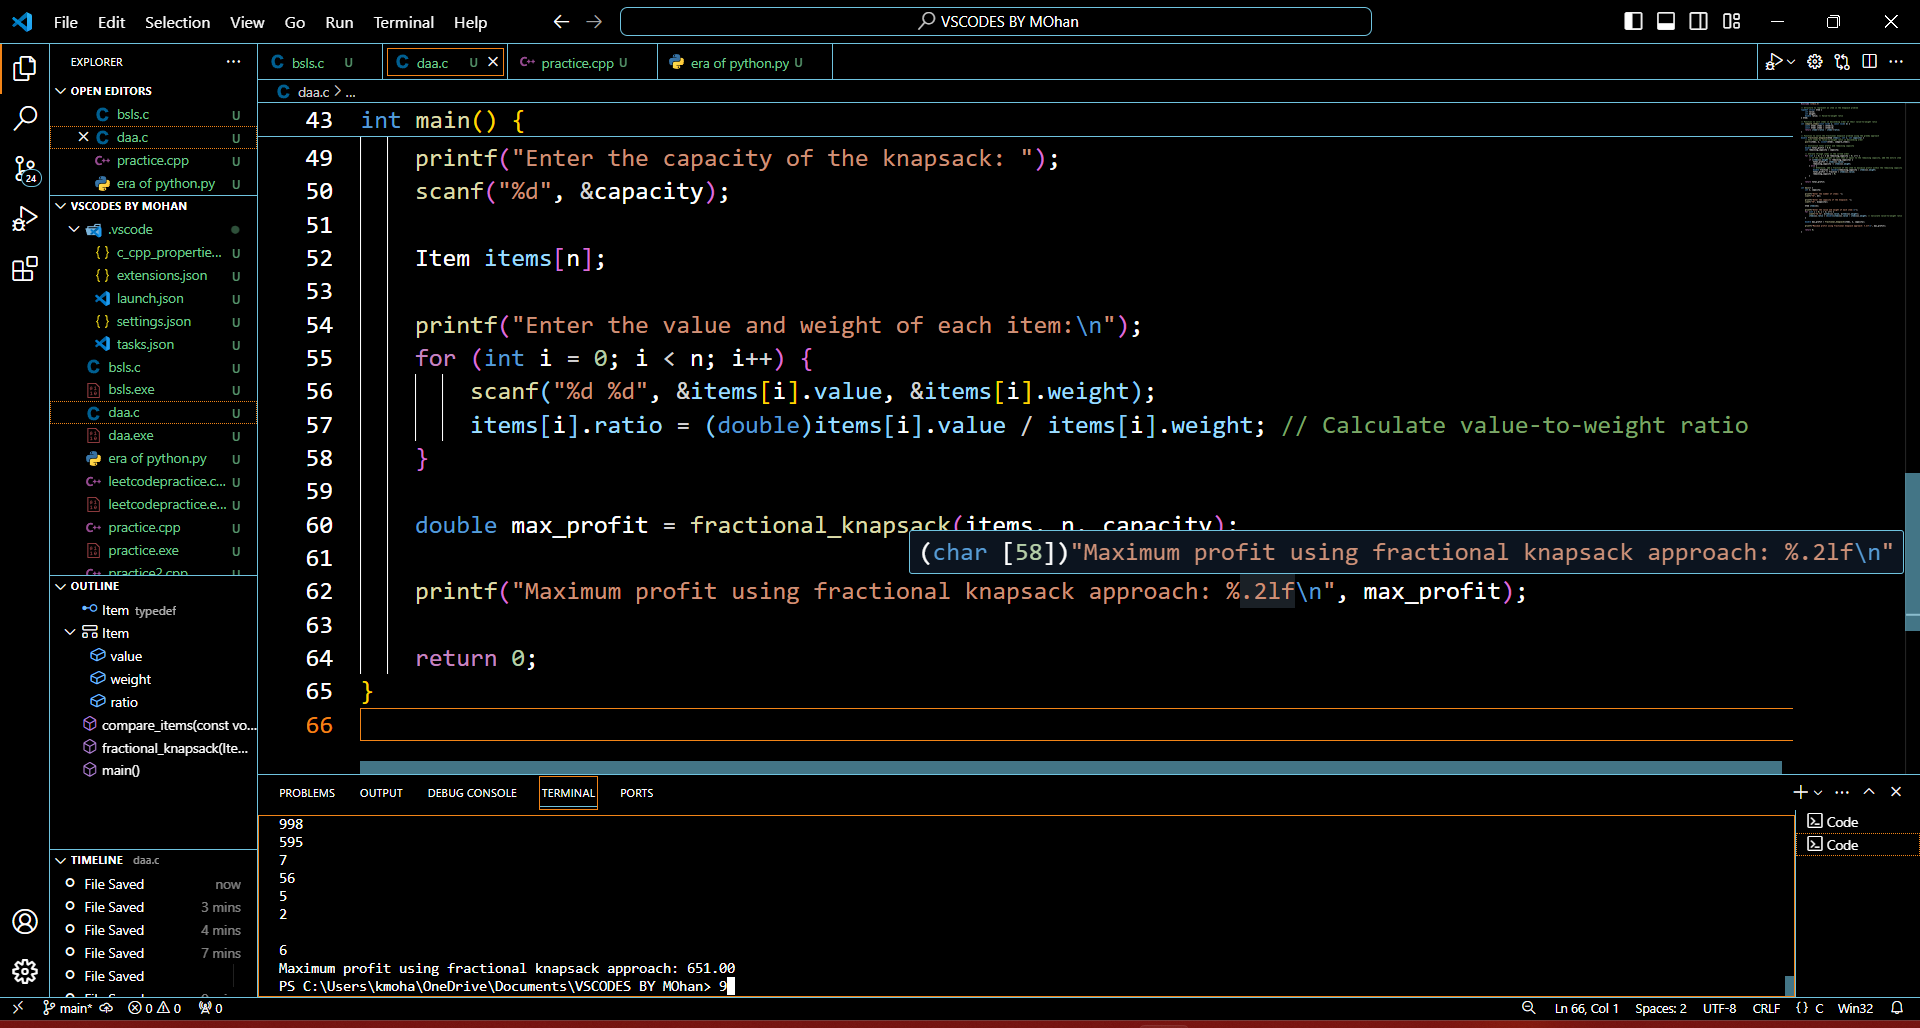 File Edit Selection View Go Run Terminal Help
VSCODES BY MOhan
EXPLORER
OPEN EDITORS
bsls.c U
daa.c U
practice.cpp U
era of python.py U
VSCODES BY MOHAN
.vscode
{} c_cpp_propertie... U
{} extensions.json U
launch.json U
{} settings.json U
tasks.json U
bsls.c U
bsls.exe U
daa.c U
daa.exe U
era of python.py U
leetcodepractice.c... U
leetcodepractice.e... U
practice.cpp U
practice.exe U
practice2.cpp U
OUTLINE
Item typedef
Item
value
weight
ratio
compare_items(const vo...
fractional_knapsack(Ite...
main()
TIMELINE daa.c
File Saved now
File Saved 3 mins
File Saved 4 mins
File Saved 7 mins
File Saved
24
bsls.c U daa.c U practice.cpp U era of python.py U
daa.c > ...
43 int main() {
49 printf("Enter the capacity of the knapsack: ");
50 scanf("%d", &capacity);
51
52 Item items[n];
53
54 printf("Enter the value and weight of each item:\n");
55 for (int i = 0; i < n; i++) {
56 scanf("%d %d", &items[i].value, &items[i].weight);
57 items[i].ratio = (double)items[i].value / items[i].weight; // Calculate value-to-weight ratio
58 }
59
60 double max_profit = fractional_knapsack(items, n, capacity);
(char [58])"Maximum profit using fractional knapsack approach: %.2lf\n"
61
62 printf("Maximum profit using fractional knapsack approach: %.2lf\n", max_profit);
63
64 return 0;
65 }
66
PROBLEMS OUTPUT DEBUG CONSOLE TERMINAL PORTS
998
595
7
56
5
2
6
Maximum profit using fractional knapsack approach: 651.00
PS C:\Users\kmoha\OneDrive\Documents\VSCODES BY MOhan> 9
Code
Code
main* 0 0 0 Ln 66, Col 1 Spaces: 2 UTF-8 CRLF {} C Win32